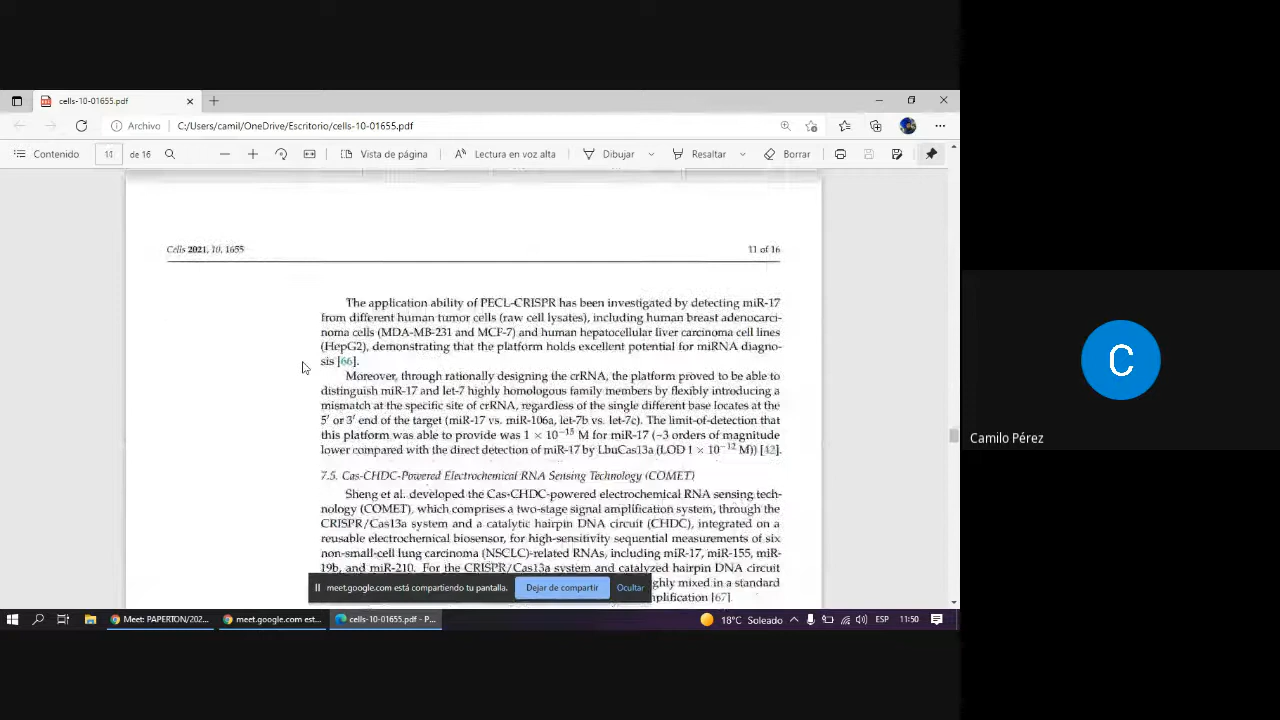 cells-10-01655.pdf
Archivo C:/Users/camil/OneDrive/Escritorio/cells-10-01655.pdf
Contenido 11 de 16 Vista de página Lectura en voz alta Dibujar Resaltar Borrar
Cells 2021, 10, 1655 11 of 16
The application ability of PECL-CRISPR has been investigated by detecting miR-17
from different human tumor cells (raw cell lysates), including human breast adenocarci-
noma cells (MDA-MB-231 and MCF-7) and human hepatocellular liver carcinoma cell lines
(HepG2), demonstrating that the platform holds excellent potential for miRNA diagno-
sis [66].
Moreover, through rationally designing the crRNA, the platform proved to be able to
distinguish miR-17 and let-7 highly homologous family members by flexibly introducing a
mismatch at the specific site of crRNA, regardless of the single different base locates at the
5′ or 3′ end of the target (miR-17 vs. miR-106a, let-7b vs. let-7c). The limit-of-detection that
this platform was able to provide was 1 × 10⁻¹⁵ M for miR-17 (~3 orders of magnitude
lower compared with the direct detection of miR-17 by LbuCas13a (LOD 1 × 10⁻¹² M)) [42].
7.5. Cas-CHDC-Powered Electrochemical RNA Sensing Technology (COMET)
Sheng et al. developed the Cas-CHDC-powered electrochemical RNA sensing tech-
nology (COMET), which comprises a two-stage signal amplification system, through the
CRISPR/Cas13a system and a catalytic hairpin DNA circuit (CHDC), integrated on a
reusable electrochemical biosensor, for high-sensitivity sequential measurements of six
non-small-cell lung carcinoma (NSCLC)-related RNAs, including miR-17, miR-155, miR-
19b, and miR-210. For the CRISPR/Cas13a system and catalyzed hairpin DNA circuit
ghly mixed in a standard
mplification [67].
meet.google.com está compartiendo tu pantalla. Dejar de compartir Ocultar
C
Camilo Pérez
Meet: PAPERTON/202... meet.google.com est... cells-10-01655.pdf - P... 18°C Soleado ESP 11:50